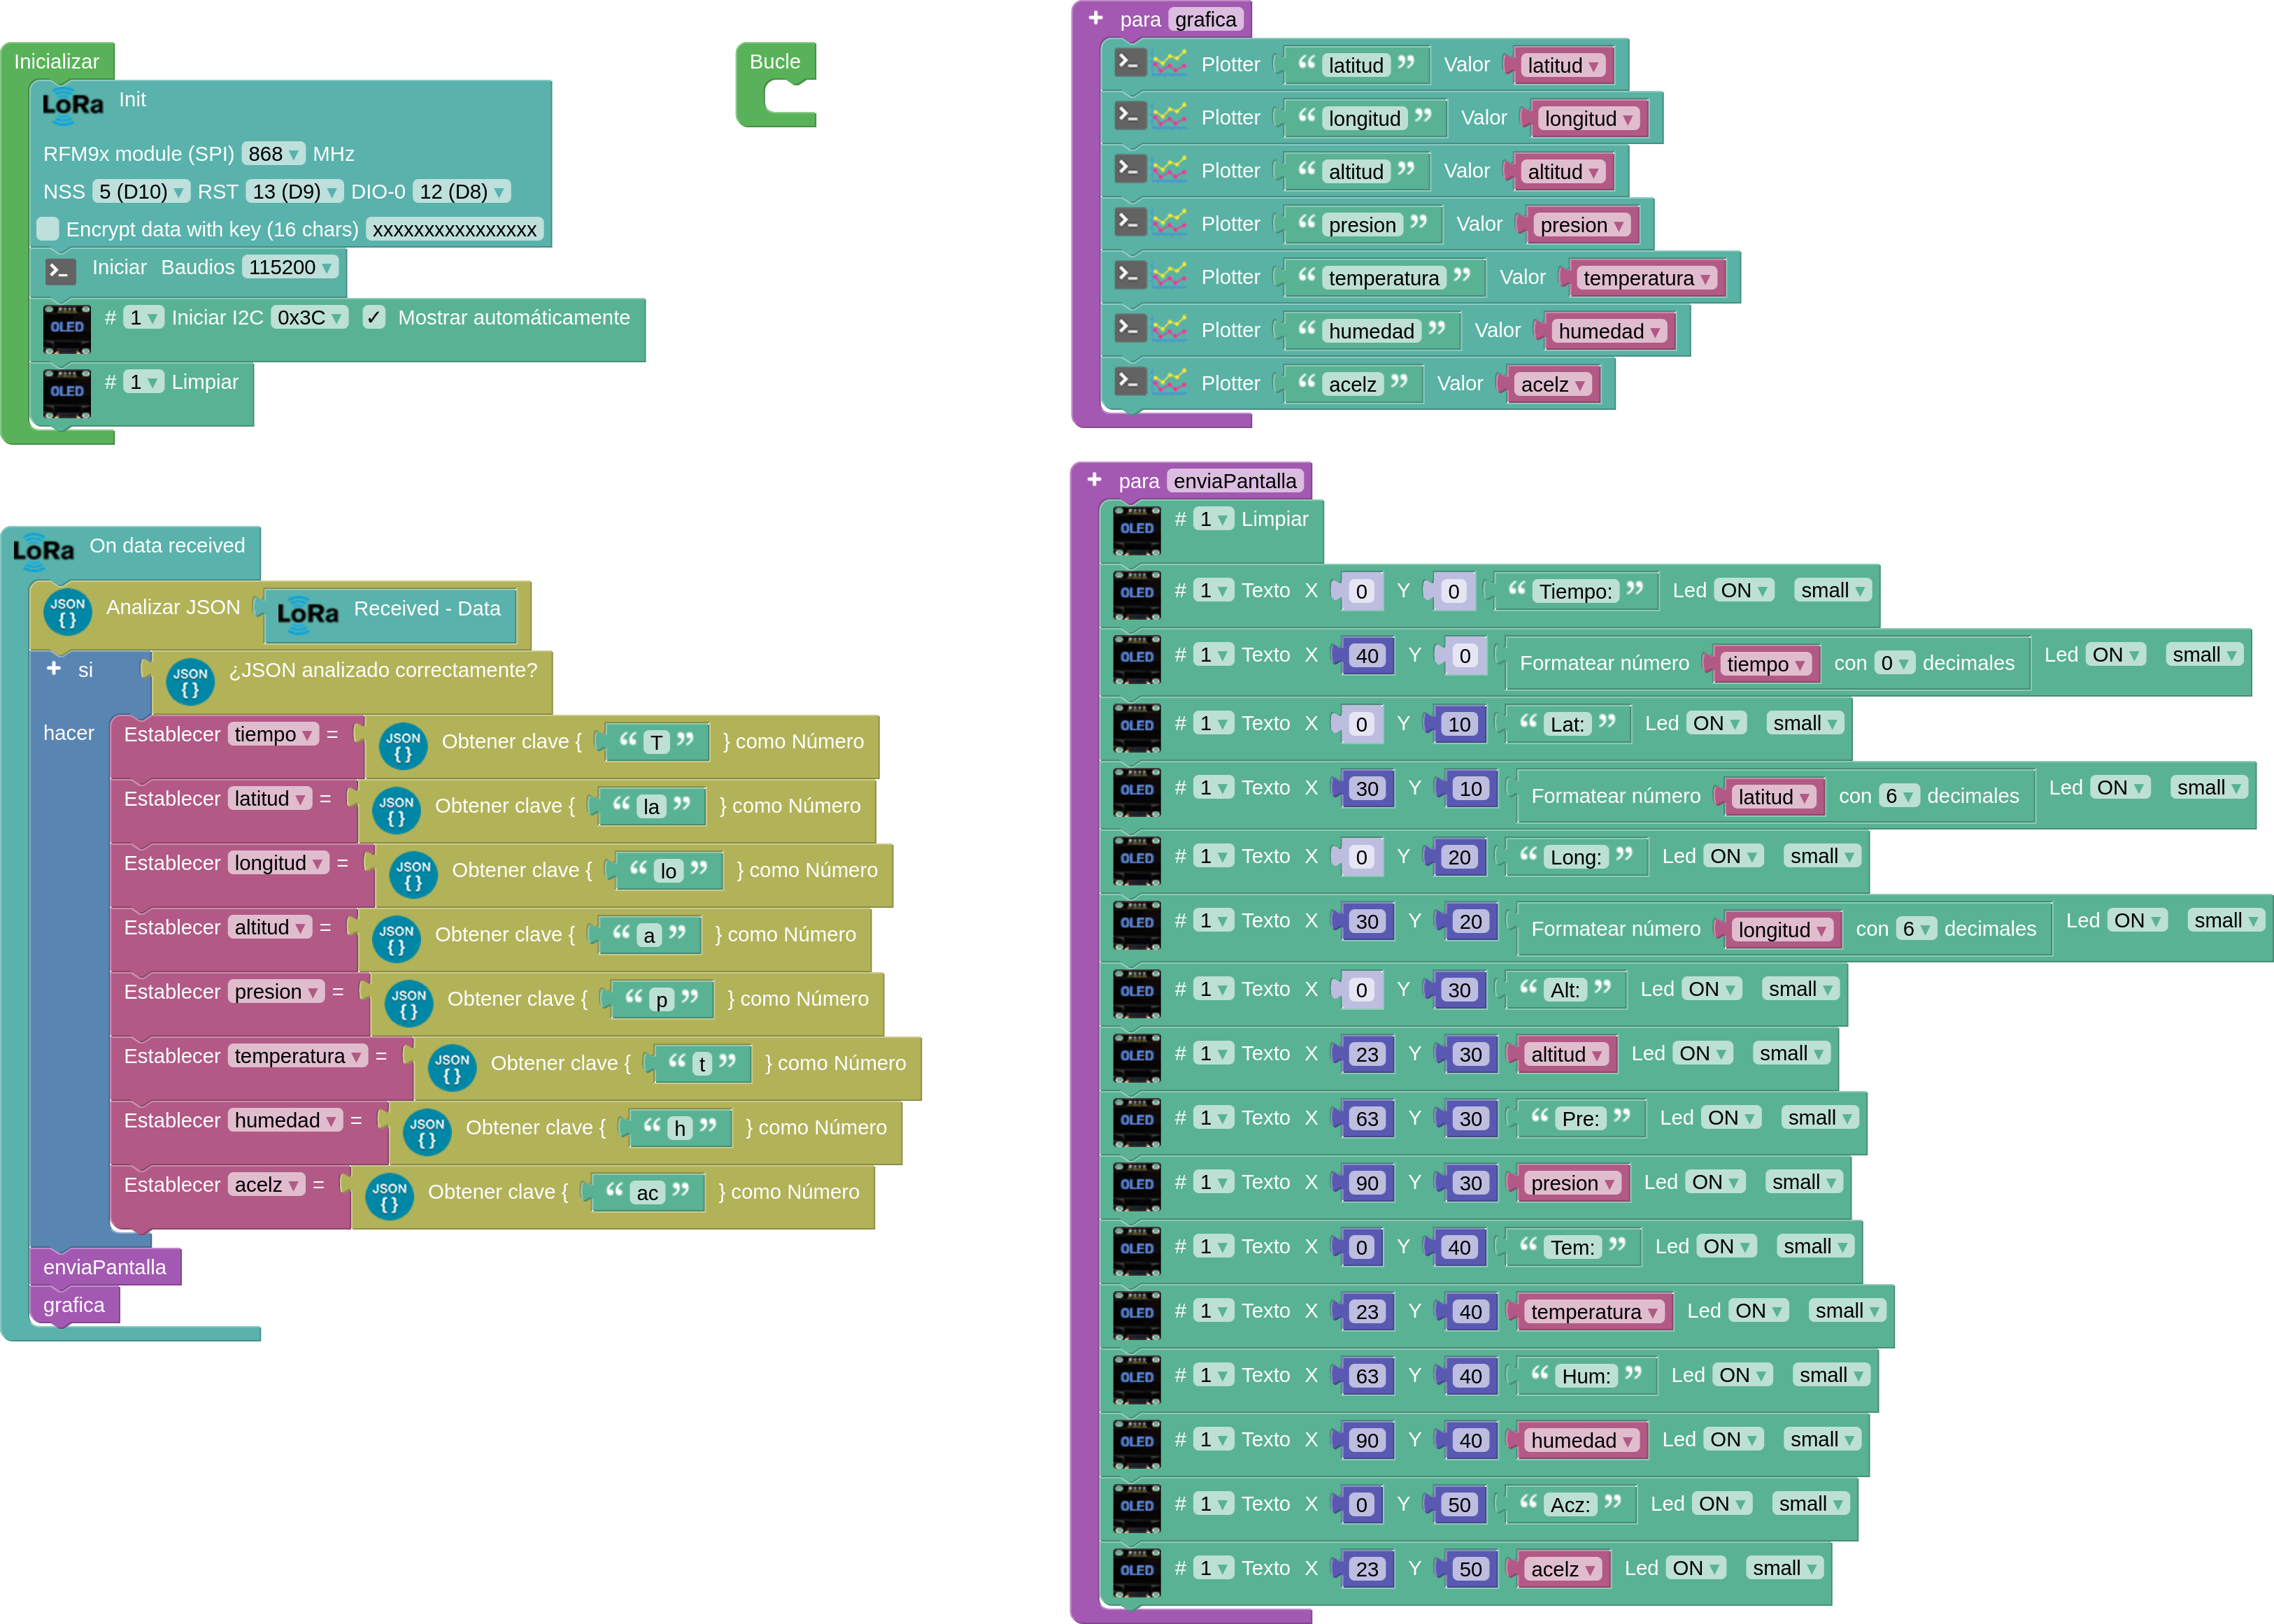 Inicializar
LoRa Init
RFM9x module (SPI) 868 MHz
NSS 5 (D10) RST 13 (D9) DIO-0 12 (D8)
Encrypt data with key (16 chars) xxxxxxxxxxxxxxxx
>_ Iniciar Baudios 115200
OLED # 1 Iniciar I2C 0x3C ✓ Mostrar automáticamente
OLED # 1 Limpiar
Bucle
LoRa On data received
JSON { } Analizar JSON LoRa Received - Data
+ si JSON { } ¿JSON analizado correctamente?
hacer
Establecer tiempo = JSON { } Obtener clave { “ T ” } como Número
Establecer latitud = JSON { } Obtener clave { “ la ” } como Número
Establecer longitud = JSON { } Obtener clave { “ lo ” } como Número
Establecer altitud = JSON { } Obtener clave { “ a ” } como Número
Establecer presion = JSON { } Obtener clave { “ p ” } como Número
Establecer temperatura = JSON { } Obtener clave { “ t ” } como Número
Establecer humedad = JSON { } Obtener clave { “ h ” } como Número
Establecer acelz = JSON { } Obtener clave { “ ac ” } como Número
enviaPantalla
grafica
+ para grafica
>_ Plotter “ latitud ” Valor latitud
>_ Plotter “ longitud ” Valor longitud
>_ Plotter “ altitud ” Valor altitud
>_ Plotter “ presion ” Valor presion
>_ Plotter “ temperatura ” Valor temperatura
>_ Plotter “ humedad ” Valor humedad
>_ Plotter “ acelz ” Valor acelz
+ para enviaPantalla
OLED # 1 Limpiar
OLED # 1 Texto X 0 Y 0 “ Tiempo: ” Led ON small
OLED # 1 Texto X 40 Y 0 Formatear número tiempo con 0 decimales Led ON small
OLED # 1 Texto X 0 Y 10 “ Lat: ” Led ON small
OLED # 1 Texto X 30 Y 10 Formatear número latitud con 6 decimales Led ON small
OLED # 1 Texto X 0 Y 20 “ Long: ” Led ON small
OLED # 1 Texto X 30 Y 20 Formatear número longitud con 6 decimales Led ON small
OLED # 1 Texto X 0 Y 30 “ Alt: ” Led ON small
OLED # 1 Texto X 23 Y 30 altitud Led ON small
OLED # 1 Texto X 63 Y 30 “ Pre: ” Led ON small
OLED # 1 Texto X 90 Y 30 presion Led ON small
OLED # 1 Texto X 0 Y 40 “ Tem: ” Led ON small
OLED # 1 Texto X 23 Y 40 temperatura Led ON small
OLED # 1 Texto X 63 Y 40 “ Hum: ” Led ON small
OLED # 1 Texto X 90 Y 40 humedad Led ON small
OLED # 1 Texto X 0 Y 50 “ Acz: ” Led ON small
OLED # 1 Texto X 23 Y 50 acelz Led ON small